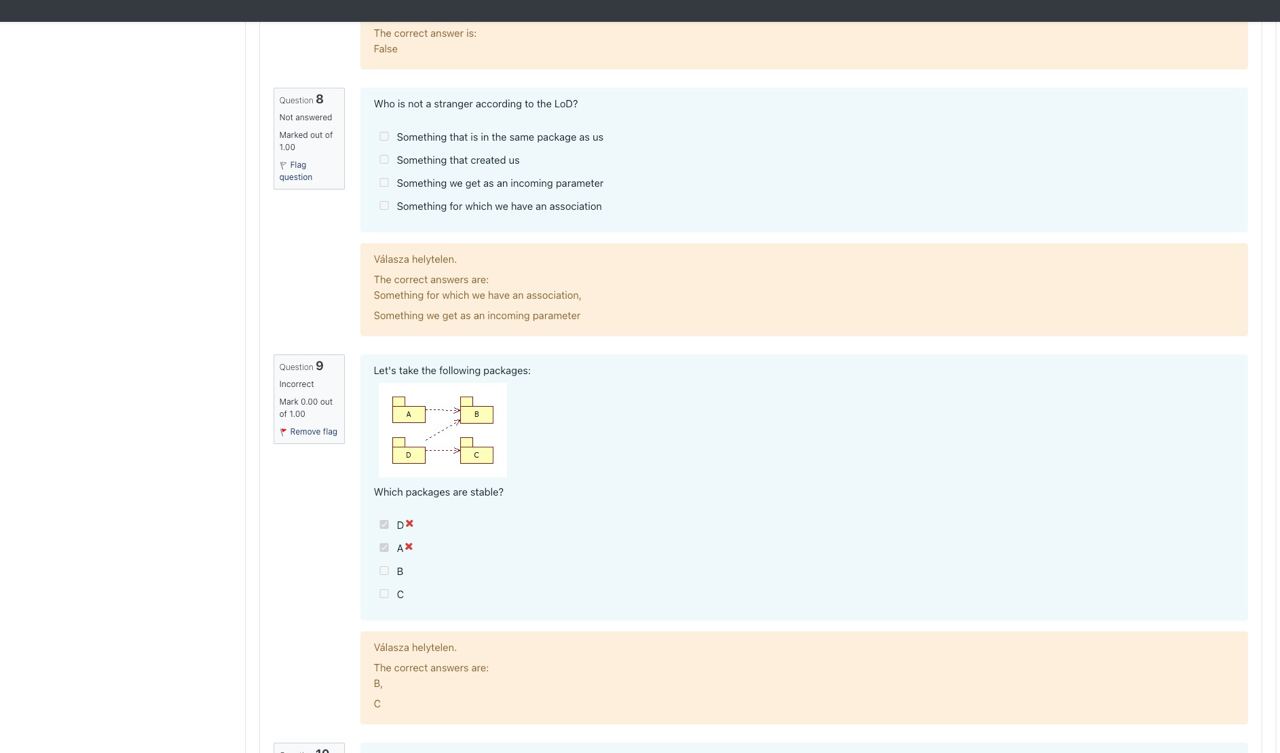 The correct answer is:
False
Question 8
Not answered
Marked out of
1.00
Flag
question
Who is not a stranger according to the LoD?
Something that is in the same package as us
Something that created us
Something we get as an incoming parameter
Something for which we have an association
Válasza helytelen.
The correct answers are:
Something for which we have an association,
Something we get as an incoming parameter
Question 9
Incorrect
Mark 0.00 out
of 1.00
Remove flag
Let's take the following packages:
A
B
D
C
Which packages are stable?
D
A
B
C
Válasza helytelen.
The correct answers are:
B,
C
Question 10